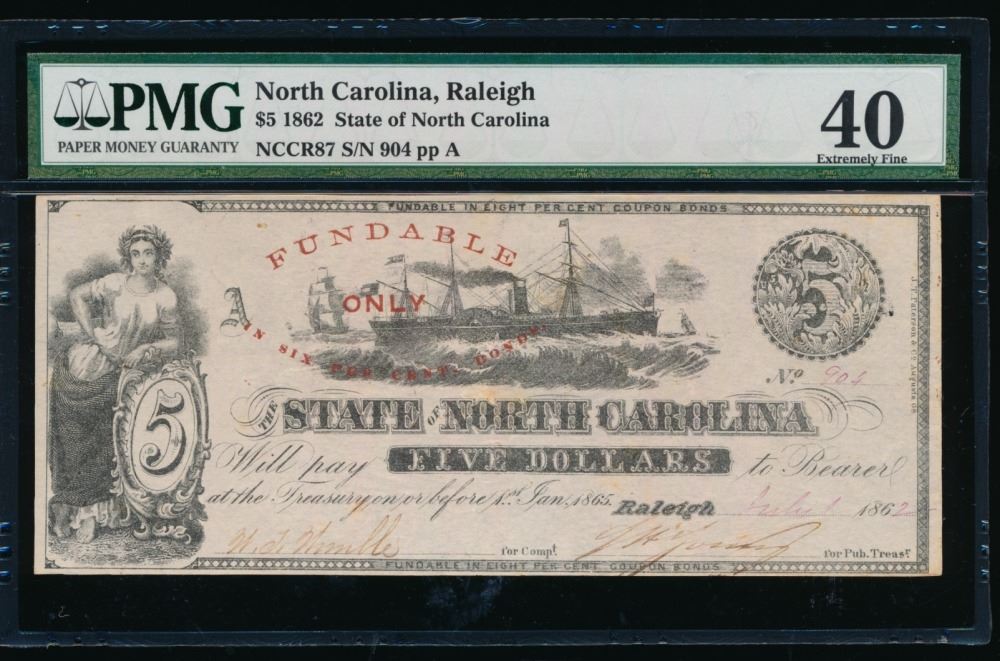 PMG
PAPER MONEY GUARANTY
North Carolina, Raleigh
$5 1862 State of North Carolina
NCCR87 S/N 904 pp A
40
Extremely Fine
FUNDABLE IN EIGHT PER CENT COUPON BONDS
FUNDABLE
ONLY
IN SIX PER CENT. BONDS.
A
5
No. 904
THE STATE OF NORTH CAROLINA
5
Will pay FIVE DOLLARS to Bearer
at the Treasury on, or before 1st Jan, 1865. Raleigh July 1 1862
for Compt. for Pub. Treasr
FUNDABLE IN EIGHT PER CENT COUPON BONDS